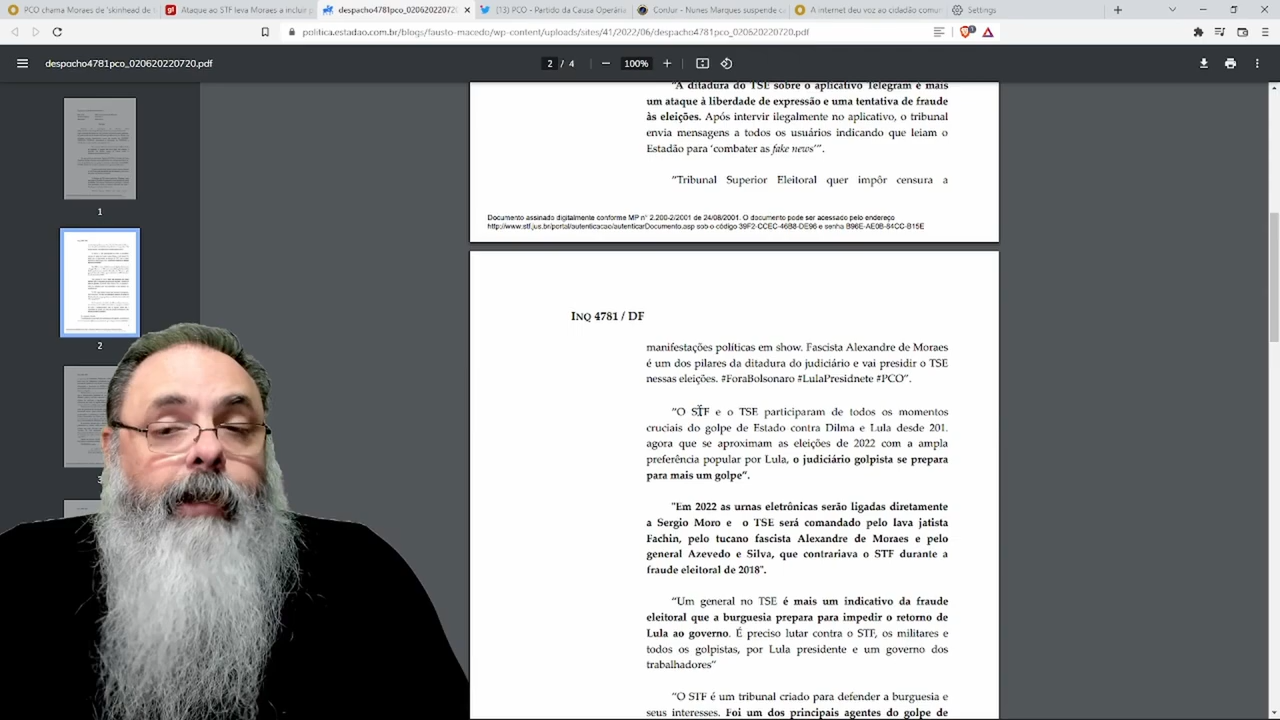 PCO chama Moraes de 'skinhead de t
Ataque ao STF leva Moraes a incluir p
despacho4781pco_020620220720.
(13) PCO - Partido da Causa Operária
ConJur - Nunes Marques suspende ca
A internet deu voz ao cidadão comun
Settings
politica.estadao.com.br/blogs/fausto-macedo/wp-content/uploads/sites/41/2022/06/despacho4781pco_020620220720.pdf
despacho4781pco_020620220720.pdf
2 / 4
100%
1
2
"A ditadura do TSE sobre o aplicativo Telegram é mais
um ataque à liberdade de expressão e uma tentativa de fraude
às eleições. Após intervir ilegalmente no aplicativo, o tribunal
envia mensagens a todos os usuários indicando que leiam o
Estadão para 'combater as fake news'".
"Tribunal Superior Eleitoral quer impôr censura a
Documento assinado digitalmente conforme MP n° 2.200-2/2001 de 24/08/2001. O documento pode ser acessado pelo endereço
http://www.stf.jus.br/portal/autenticacao/autenticarDocumento.asp sob o código 39F2-CCEC-46B8-DE96 e senha B96E-AE0B-64CC-B15E
INQ 4781 / DF
manifestações politicas em show. Fascista Alexandre de Moraes
é um dos pilares da ditadura do judiciário e vai presidir o TSE
nessas eleições. #ForaBolsonaro #LulaPresidnete #PCO".
"O STF e o TSE participaram de todos os momentos
cruciais do golpe de Estado contra Dilma e Lula desde 201.
agora que se aproximam as eleições de 2022 com a ampla
preferência popular por Lula, o judiciário golpista se prepara
para mais um golpe".
"Em 2022 as urnas eletrônicas serão ligadas diretamente
a Sergio Moro e o TSE será comandado pelo lava jatista
Fachin, pelo tucano fascista Alexandre de Moraes e pelo
general Azevedo e Silva, que contrariava o STF durante a
fraude eleitoral de 2018".
"Um general no TSE é mais um indicativo da fraude
eleitoral que a burguesia prepara para impedir o retorno de
Lula ao governo. É preciso lutar contra o STF, os militares e
todos os golpistas, por Lula presidente e um governo dos
trabalhadores"
"O STF é um tribunal criado para defender a burguesia e
seus interesses. Foi um dos principais agentes do golpe de